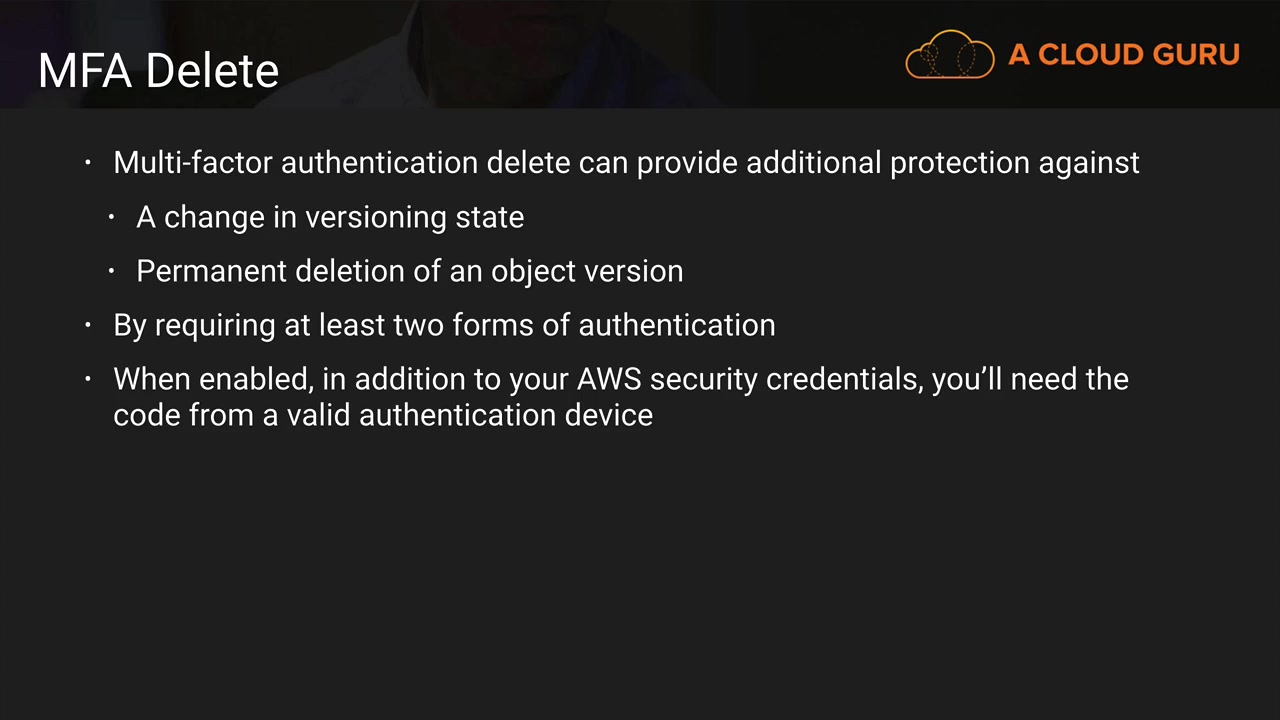 MFA Delete
A CLOUD GURU
• Multi-factor authentication delete can provide additional protection against
• A change in versioning state
• Permanent deletion of an object version
• By requiring at least two forms of authentication
• When enabled, in addition to your AWS security credentials, you’ll need the
code from a valid authentication device